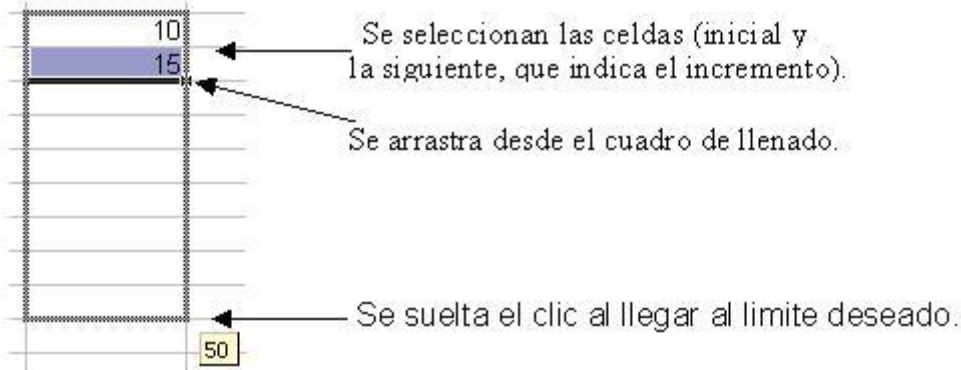 10
15
Se seleccionan las celdas (inicial y
la siguiente, que indica el incremento).
Se arrastra desde el cuadro de llenado.
Se suelta el clic al llegar al limite deseado.
50